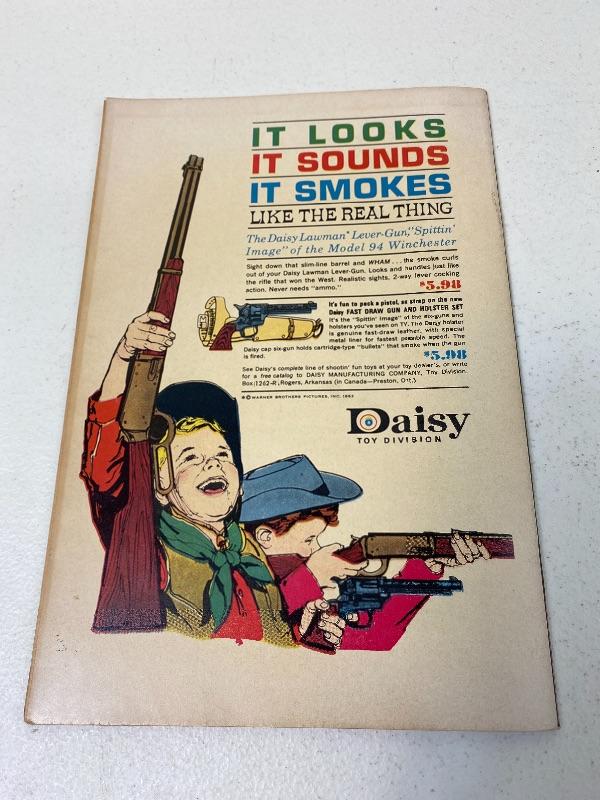 IT LOOKS
IT SOUNDS
IT SMOKES
LIKE THE REAL THING
The Daisy Lawman* Lever-Gun, "Spittin'
Image" of the Model 94 Winchester
Sight down that slim-line barrel and WHAM... the smoke curls
out of your Daisy Lawman Lever-Gun. Looks and handles just like
the rifle that won the West. Realistic sights, 2-way lever cocking
action. Never needs "ammo." $5.98
It's fun to pack a pistol, so strap on the new
Daisy FAST DRAW GUN AND HOLSTER SET
It's the "Spittin' Image" of the six-guns and
holsters you've seen on TV. The Daisy holster
is genuine fast-draw leather, with special
metal liner for fastest possible speed. The
Daisy cap six-gun holds cartridge-type "bullets" that smoke when the gun
is fired. $5.98
See Daisy's complete line of shootin' fun toys at your toy dealer's, or write
for a free catalog to DAISY MANUFACTURING COMPANY, Toy Division
Box 1262-R, Rogers, Arkansas (in Canada—Preston, Ont.)
© WARNER BROTHERS PICTURES, INC. 1962
Daisy
TOY DIVISION